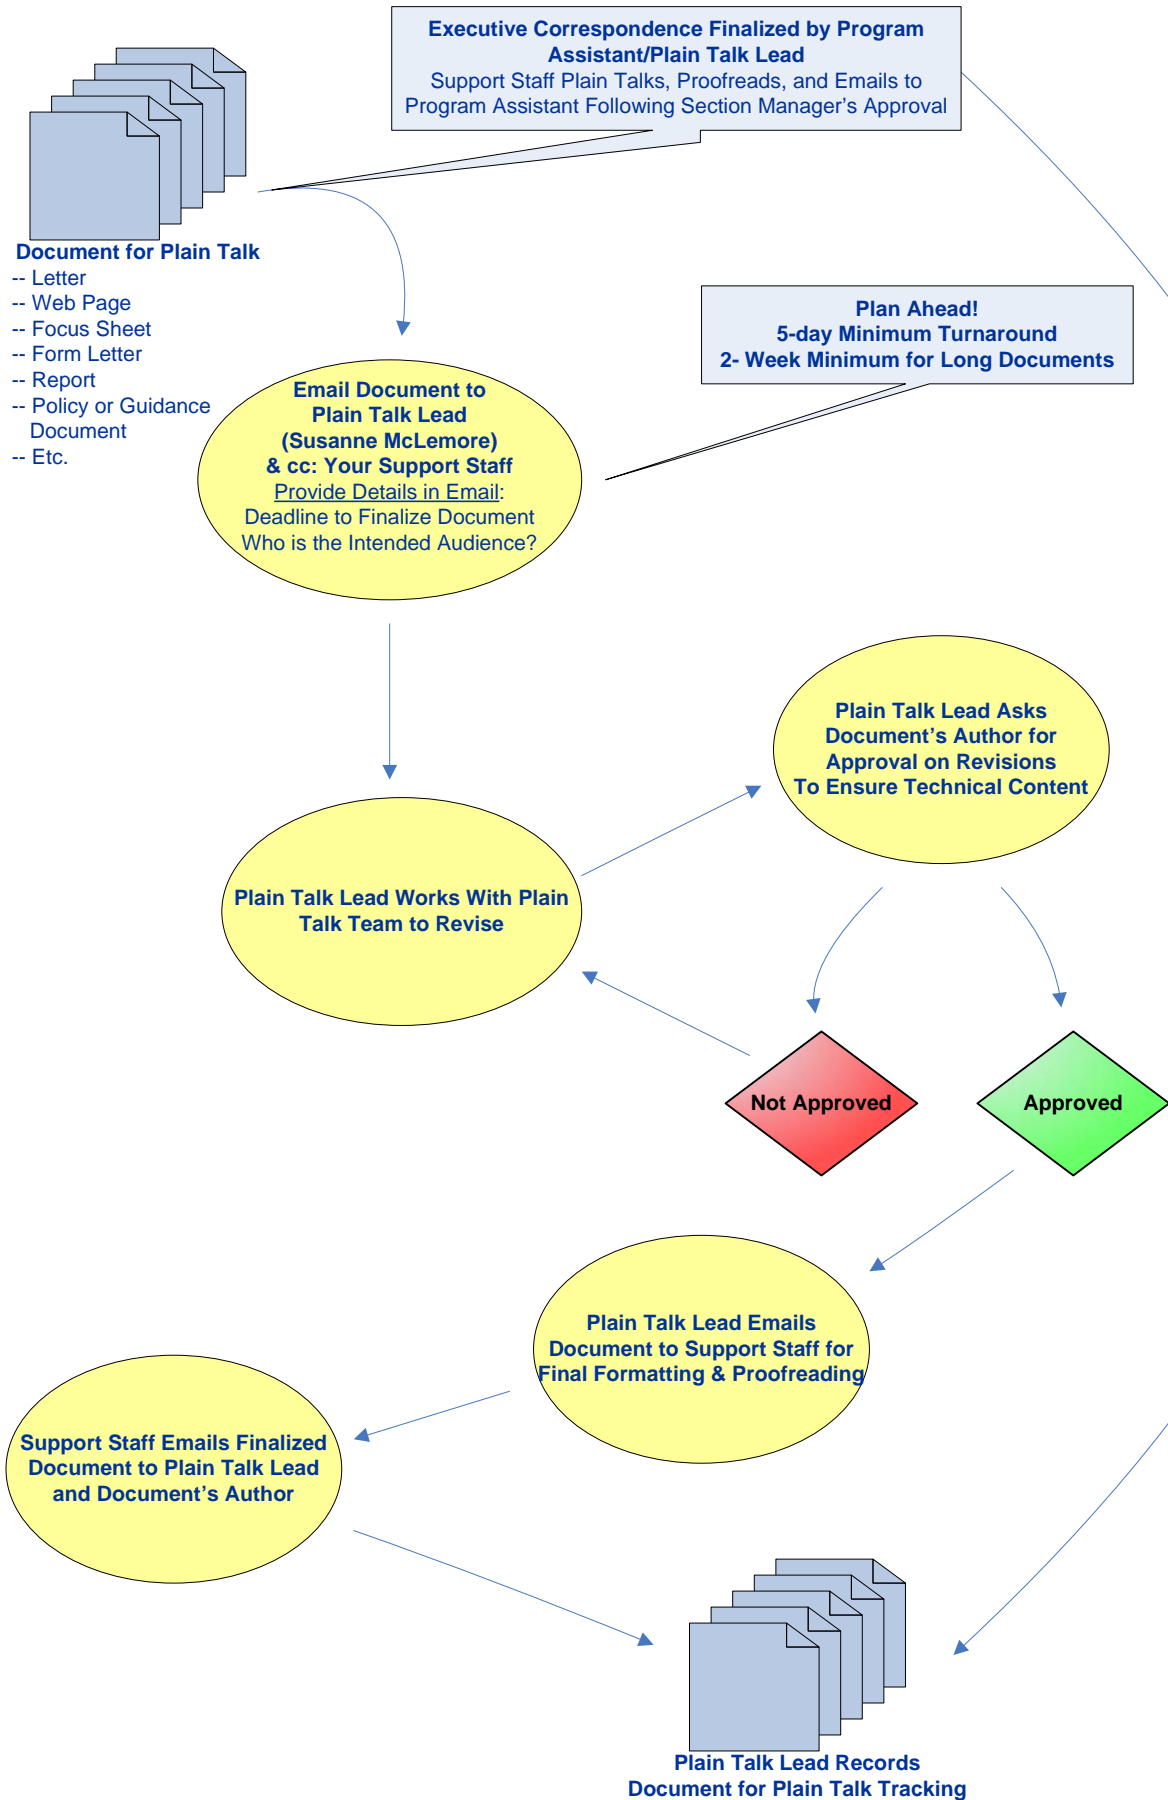 Executive Correspondence Finalized by Program
Assistant/Plain Talk Lead
Support Staff Plain Talks, Proofreads, and Emails to
Program Assistant Following Section Manager's Approval
Document for Plain Talk
-- Letter
-- Web Page
-- Focus Sheet
-- Form Letter
-- Report
-- Policy or Guidance
Document
-- Etc.
Plan Ahead!
5-day Minimum Turnaround
2- Week Minimum for Long Documents
Email Document to
Plain Talk Lead
(Susanne McLemore)
& cc: Your Support Staff
Provide Details in Email:
Deadline to Finalize Document
Who is the Intended Audience?
Plain Talk Lead Asks
Document's Author for
Approval on Revisions
To Ensure Technical Content
Plain Talk Lead Works With Plain
Talk Team to Revise
Not Approved
Approved
Plain Talk Lead Emails
Document to Support Staff for
Final Formatting & Proofreading
Support Staff Emails Finalized
Document to Plain Talk Lead
and Document's Author
Plain Talk Lead Records
Document for Plain Talk Tracking